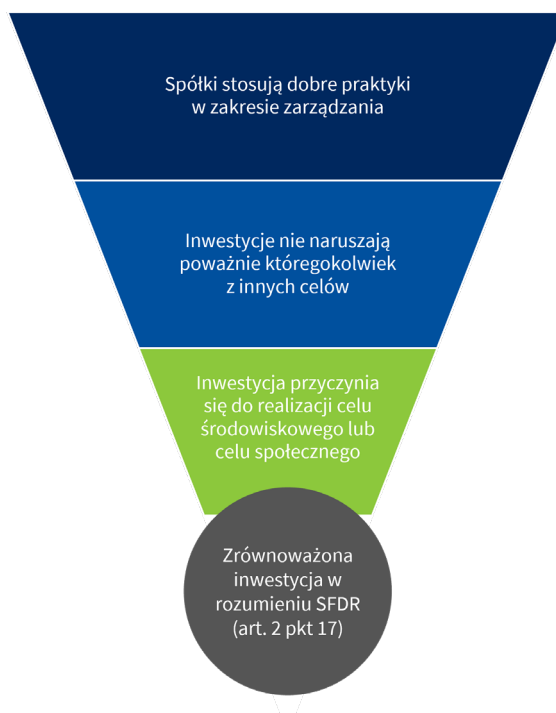 Spółki stosują dobre praktyki
w zakresie zarządzania
Inwestycje nie naruszają
poważnie któregokolwiek
z innych celów
Inwestycja przyczynia
się do realizacji celu
środowiskowego lub
celu społecznego
Zrównoważona
inwestycja w
rozumieniu SFDR
(art. 2 pkt 17)